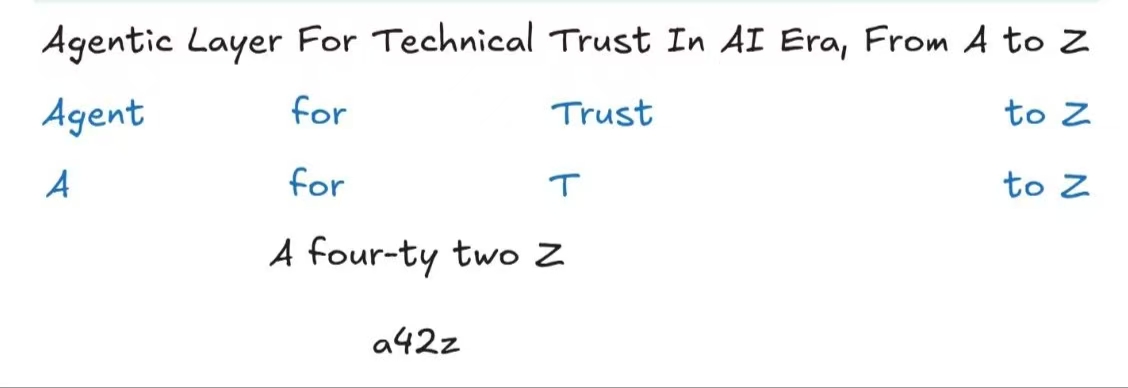 Agentic Layer For Technical Trust In AI Era, From A to Z
Agent for Trust to Z
A for T to Z
A four-ty two Z
a42z